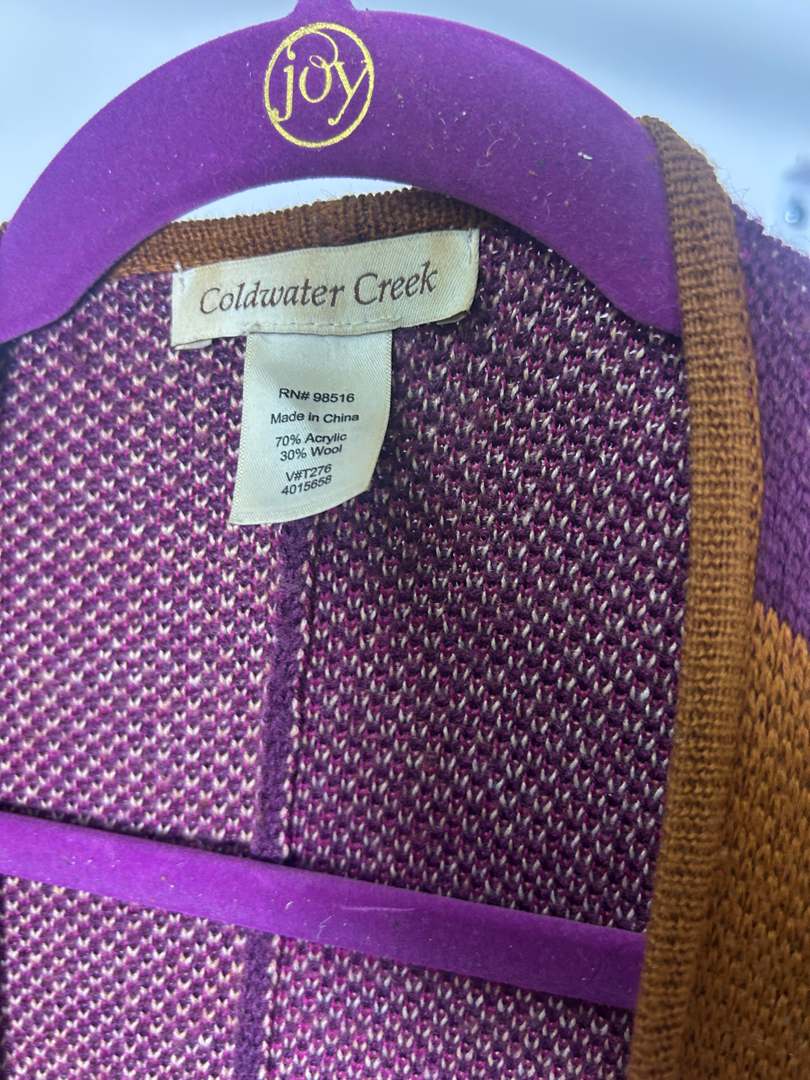 joy
Coldwater Creek
RN# 98516
Made in China
70% Acrylic
30% Wool
V#T276
4015658